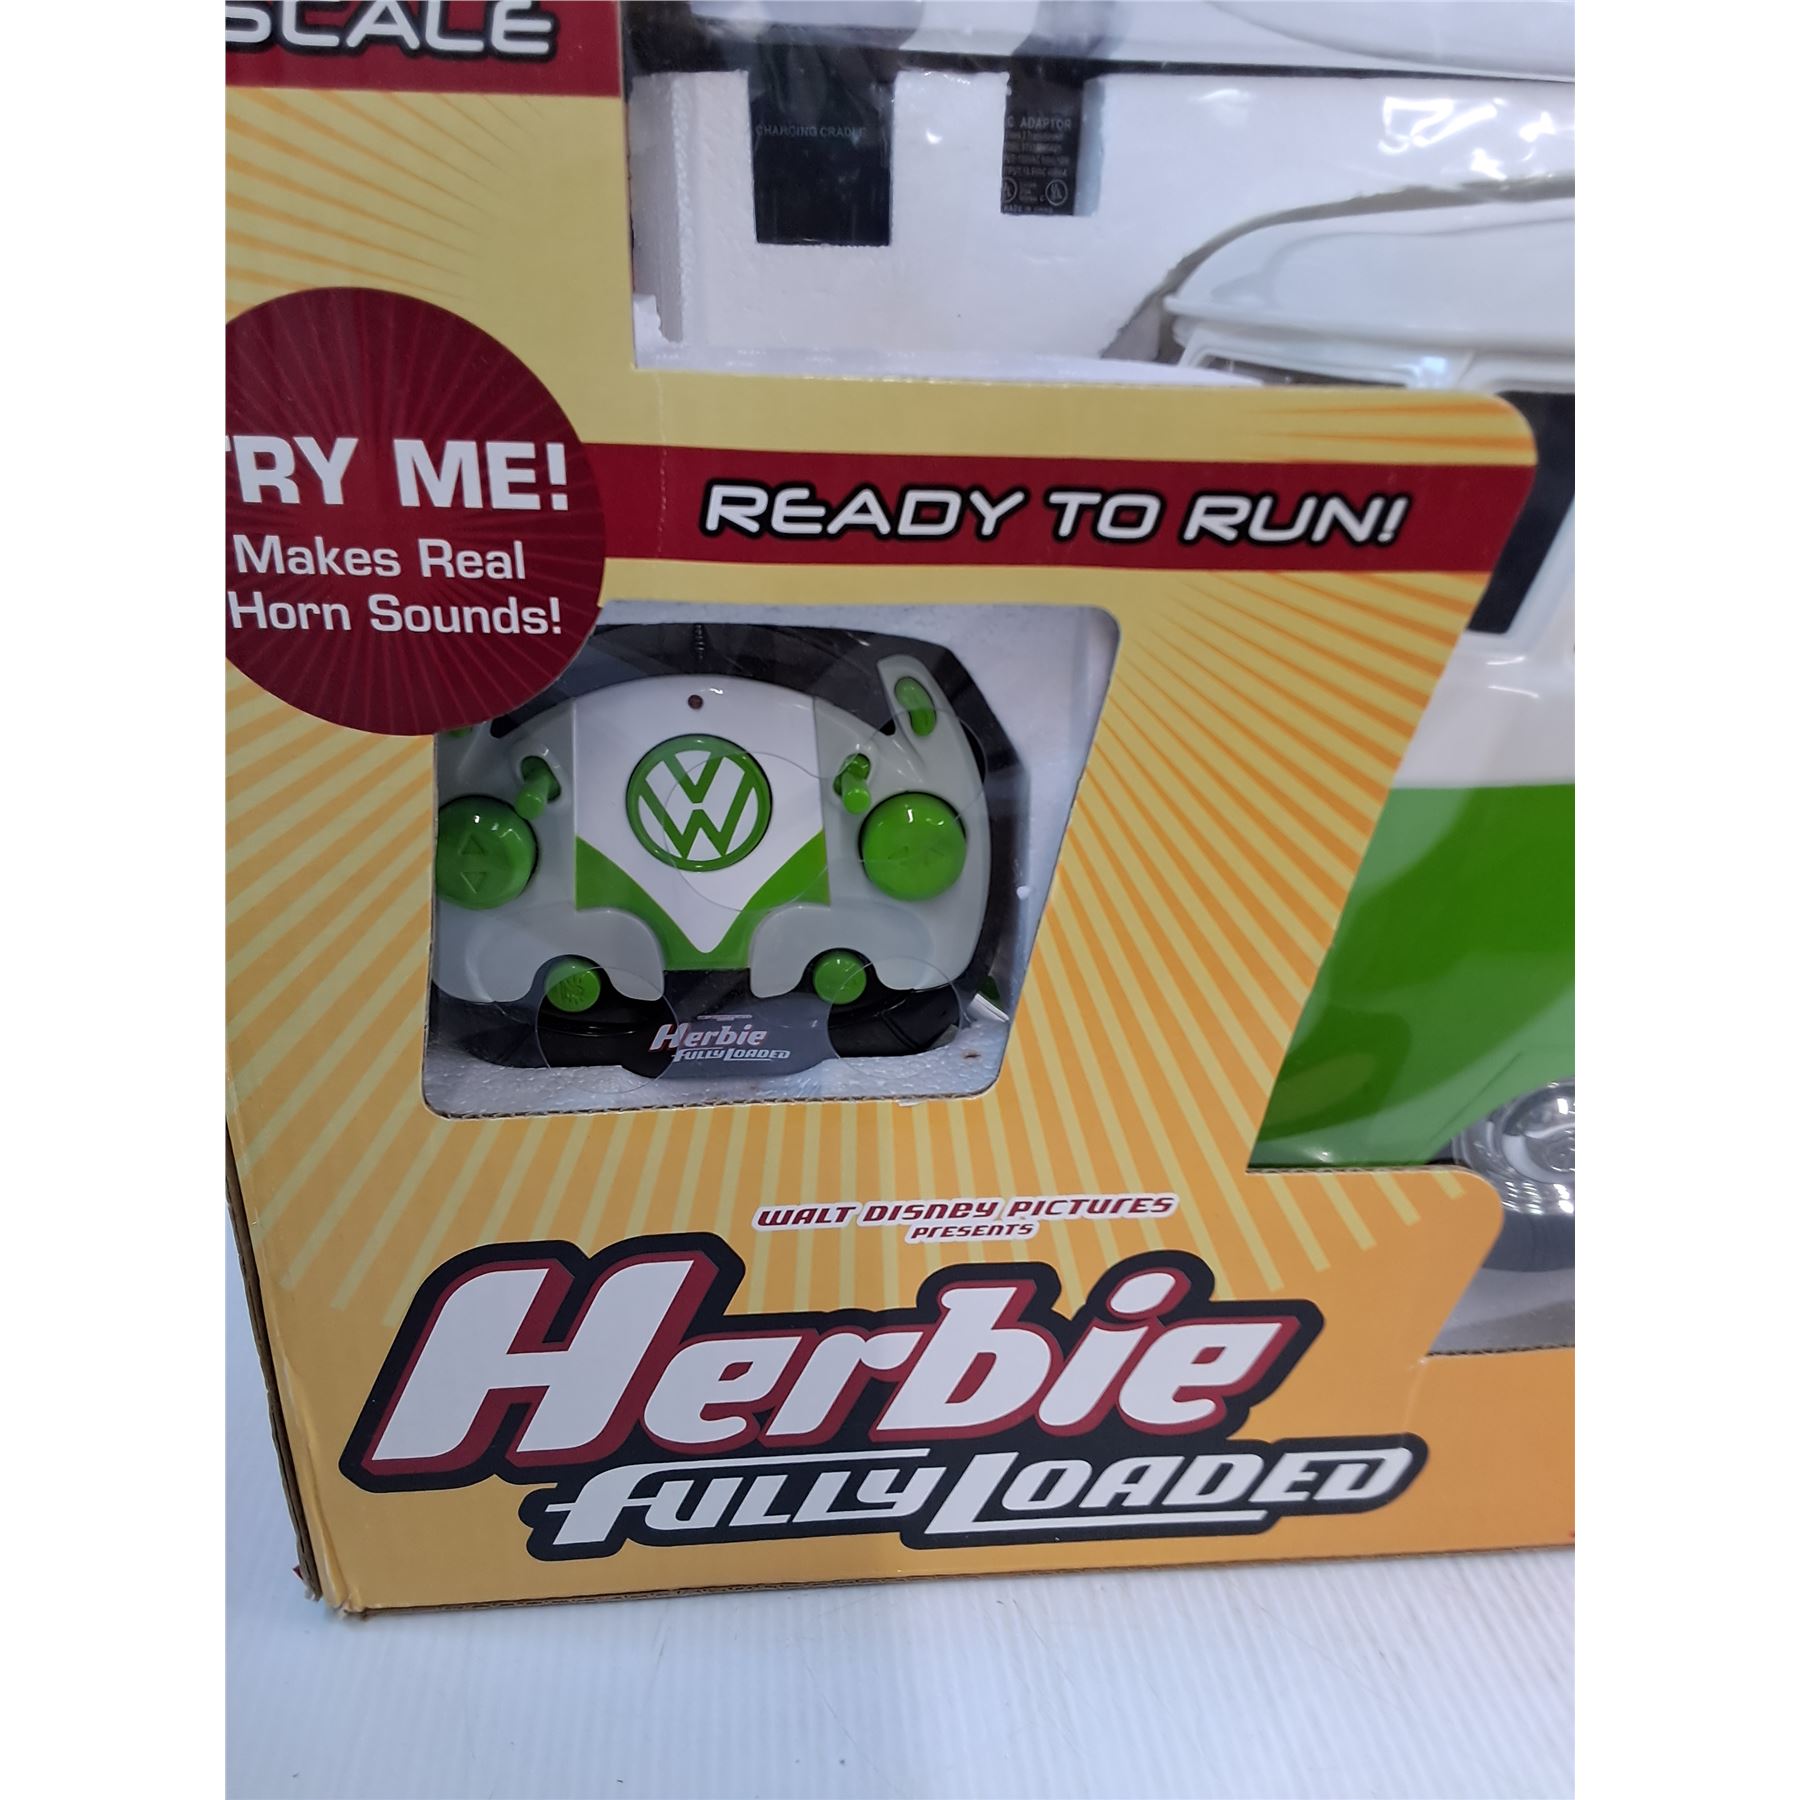 SCALE
CHARGING CRADLE
ADAPTOR
TRY ME!
Makes Real
Horn Sounds!
READY TO RUN!
VW
Herbie
FULLY LOADED
WALT DISNEY PICTURES
PRESENTS
Herbie
FULLY LOADED